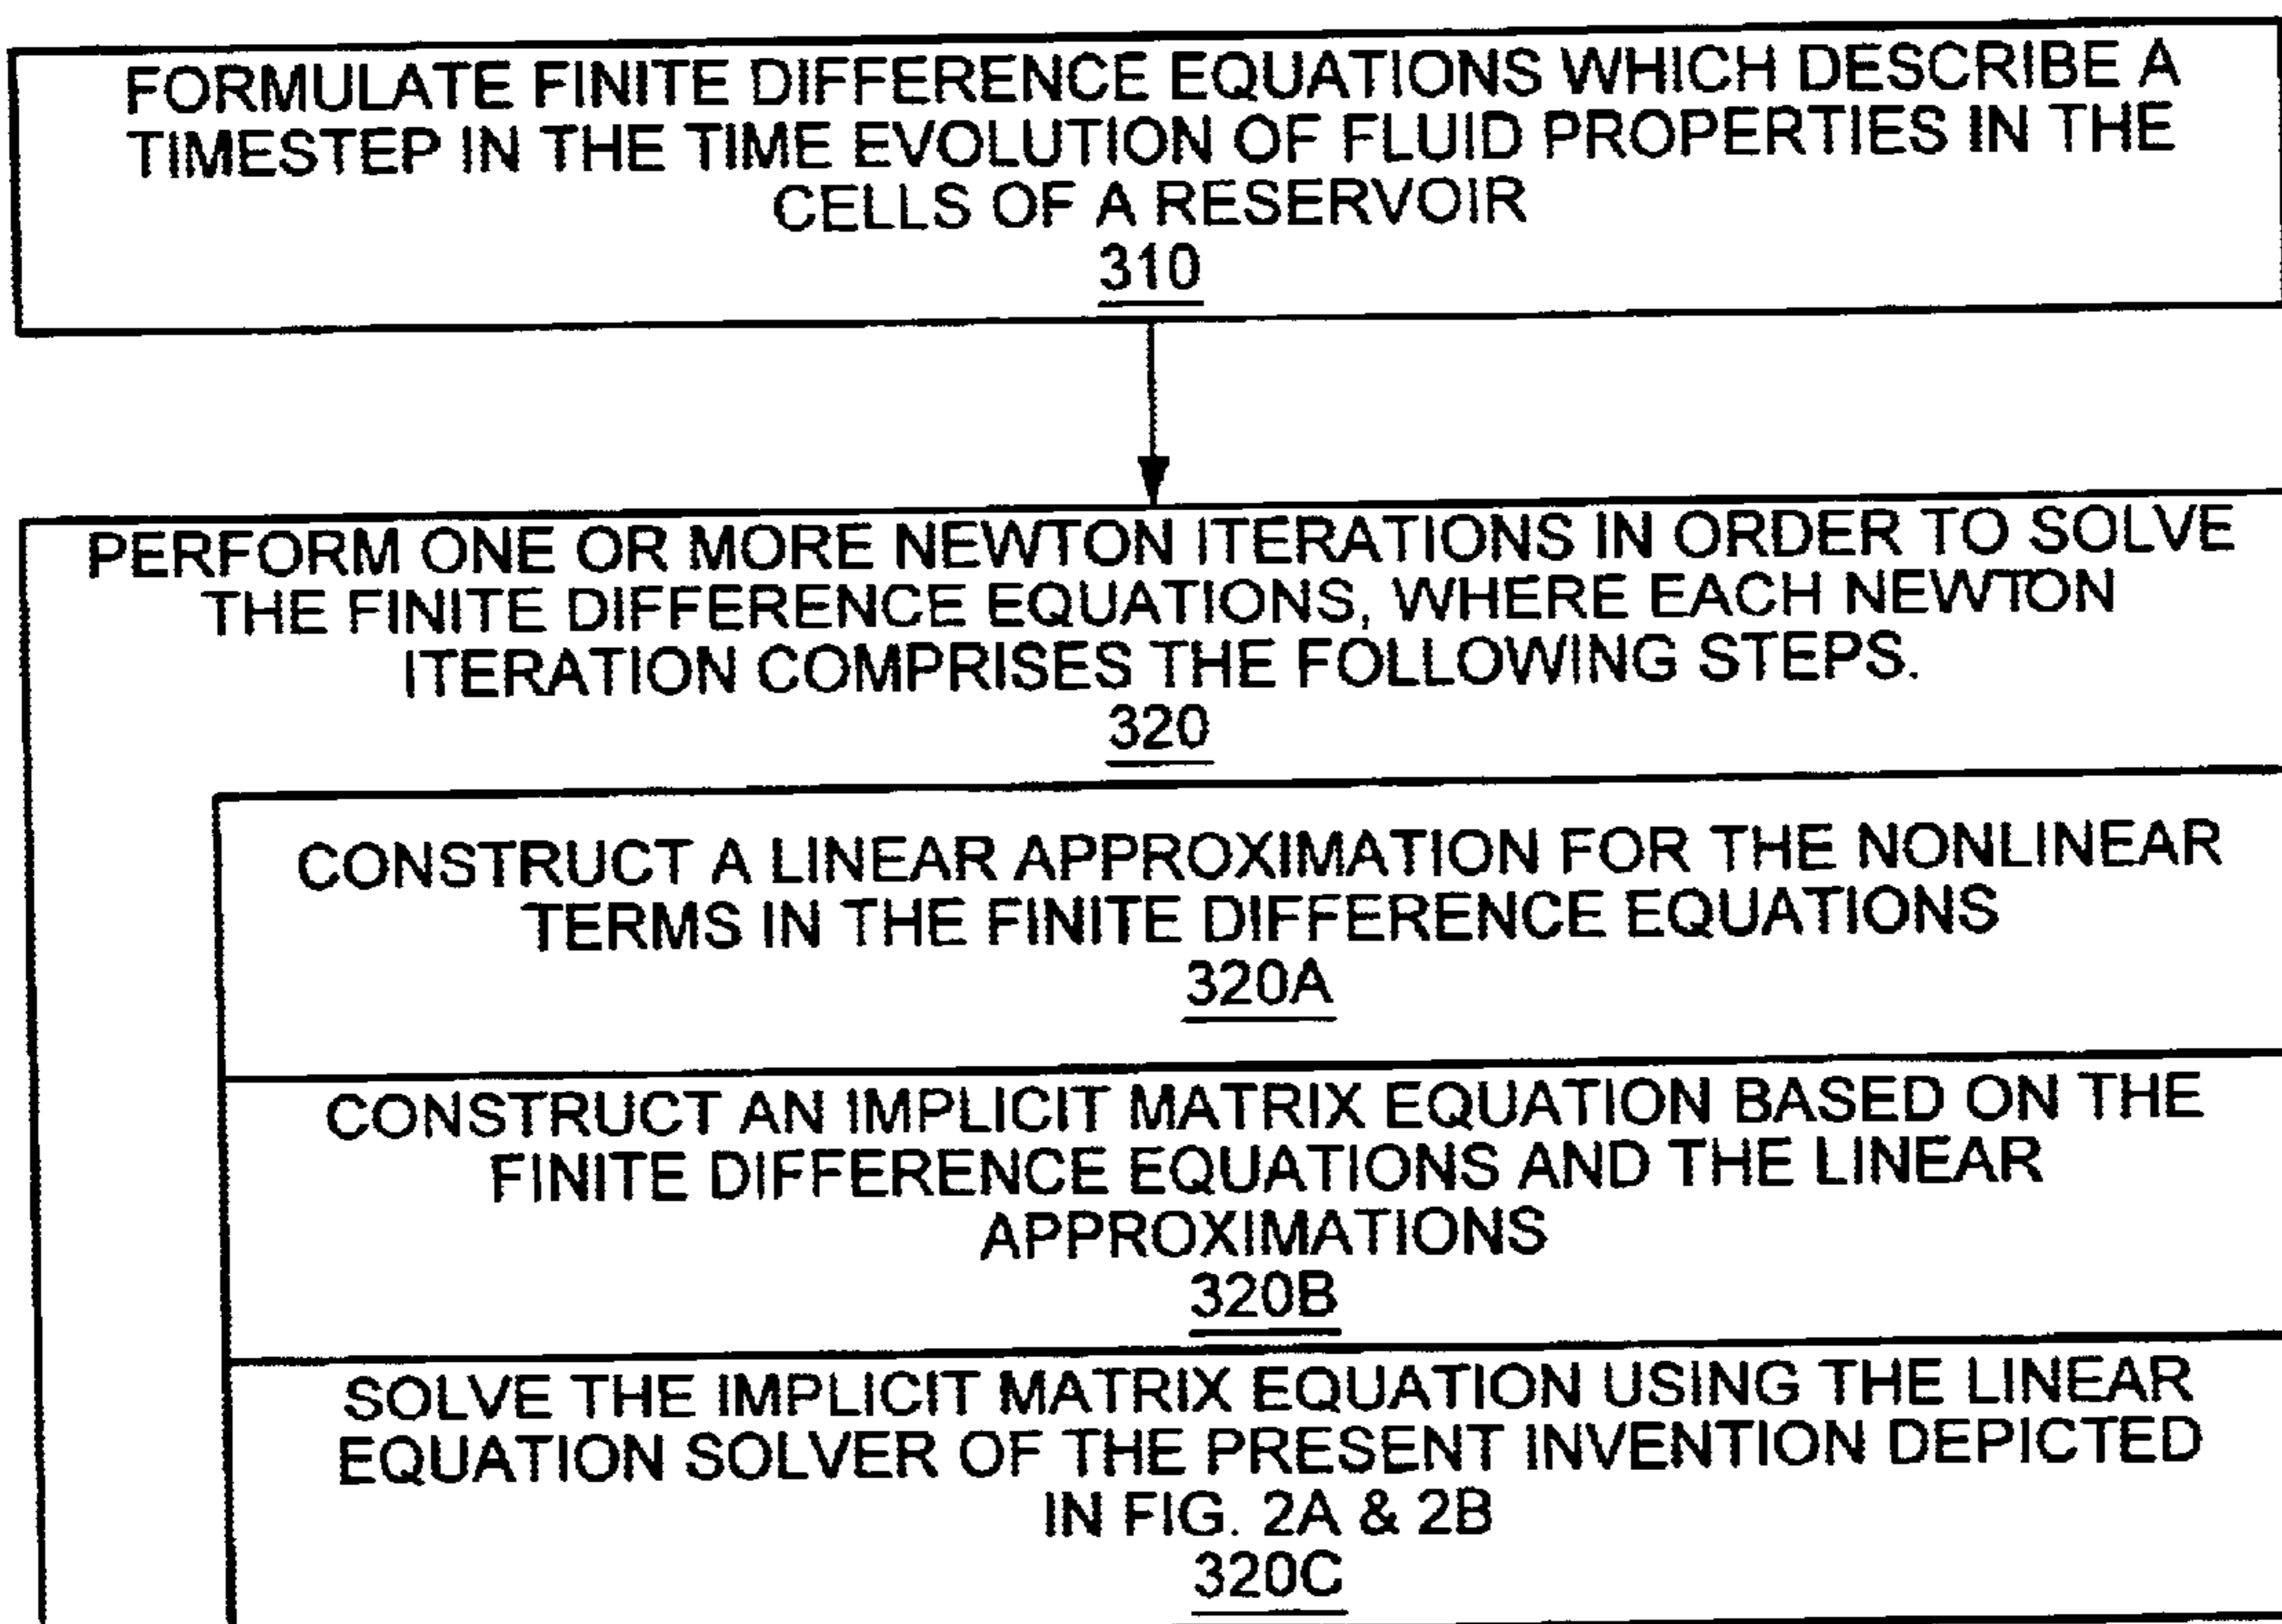 FORMULATE FINITE DIFFERENCE EQUATIONS WHICH DESCRIBE A
TIMESTEP IN THE TIME EVOLUTION OF FLUID PROPERTIES IN THE
CELLS OF A RESERVOIR
310
PERFORM ONE OR MORE NEWTON ITERATIONS IN ORDER TO SOLVE
THE FINITE DIFFERENCE EQUATIONS, WHERE EACH NEWTON
ITERATION COMPRISES THE FOLLOWING STEPS.
320
CONSTRUCT A LINEAR APPROXIMATION FOR THE NONLINEAR
TERMS IN THE FINITE DIFFERENCE EQUATIONS
320A
CONSTRUCT AN IMPLICIT MATRIX EQUATION BASED ON THE
FINITE DIFFERENCE EQUATIONS AND THE LINEAR
APPROXIMATIONS
320B
SOLVE THE IMPLICIT MATRIX EQUATION USING THE LINEAR
EQUATION SOLVER OF THE PRESENT INVENTION DEPICTED
IN FIG. 2A & 2B
320C